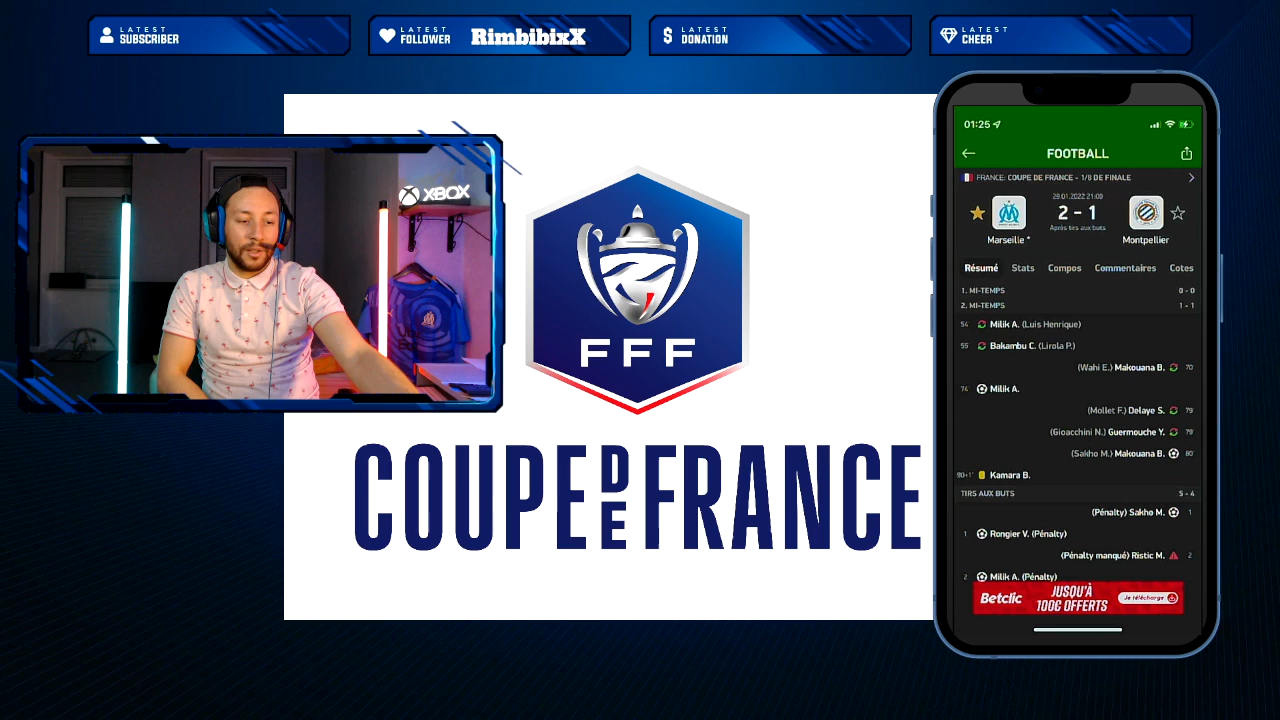 LATEST
SUBSCRIBER
LATEST
FOLLOWER
RimbibixX
LATEST
DONATION
LATEST
CHEER
XBOX
FFF
COUPE DE FRANCE
01:25
FOOTBALL
FRANCE: COUPE DE FRANCE - 1/8 DE FINALE
29.01.2022 21:00
2 - 1
Après tirs aux buts
Marseille *
Montpellier
Résumé Stats Compos Commentaires Cotes
1. MI-TEMPS 0 - 0
2. MI-TEMPS 1 - 1
54' Milik A. (Luis Henrique)
55' Bakambu C. (Lirola P.)
(Wahi E.) Makouana B. 70'
74' Milik A.
(Mollet F.) Delaye S. 79'
(Gioacchini N.) Guermouche Y. 79'
(Sakho M.) Makouana B. 80'
90+1' Kamara B.
TIRS AUX BUTS 5 - 4
(Pénalty) Sakho M. 1
1 Rongier V. (Pénalty)
(Pénalty manqué) Ristic M. 2
2 Milik A. (Pénalty)
Betclic JUSQU'À
100€ OFFERTS
Je télécharge